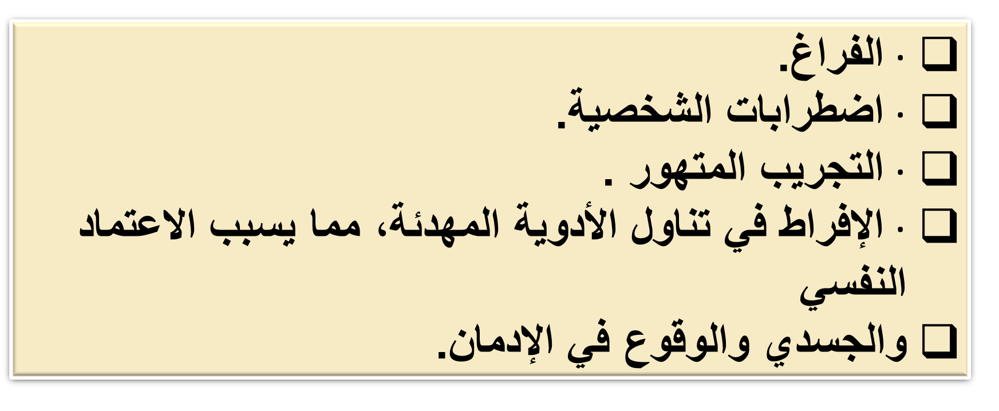 ❑ · الفراغ.
❑ · اضطرابات الشخصية.
❑ · التجريب المتهور .
❑ · الإفراط في تناول الأدوية المهدئة، مما يسبب الاعتماد
النفسي
❑ والجسدي والوقوع في الإدمان.